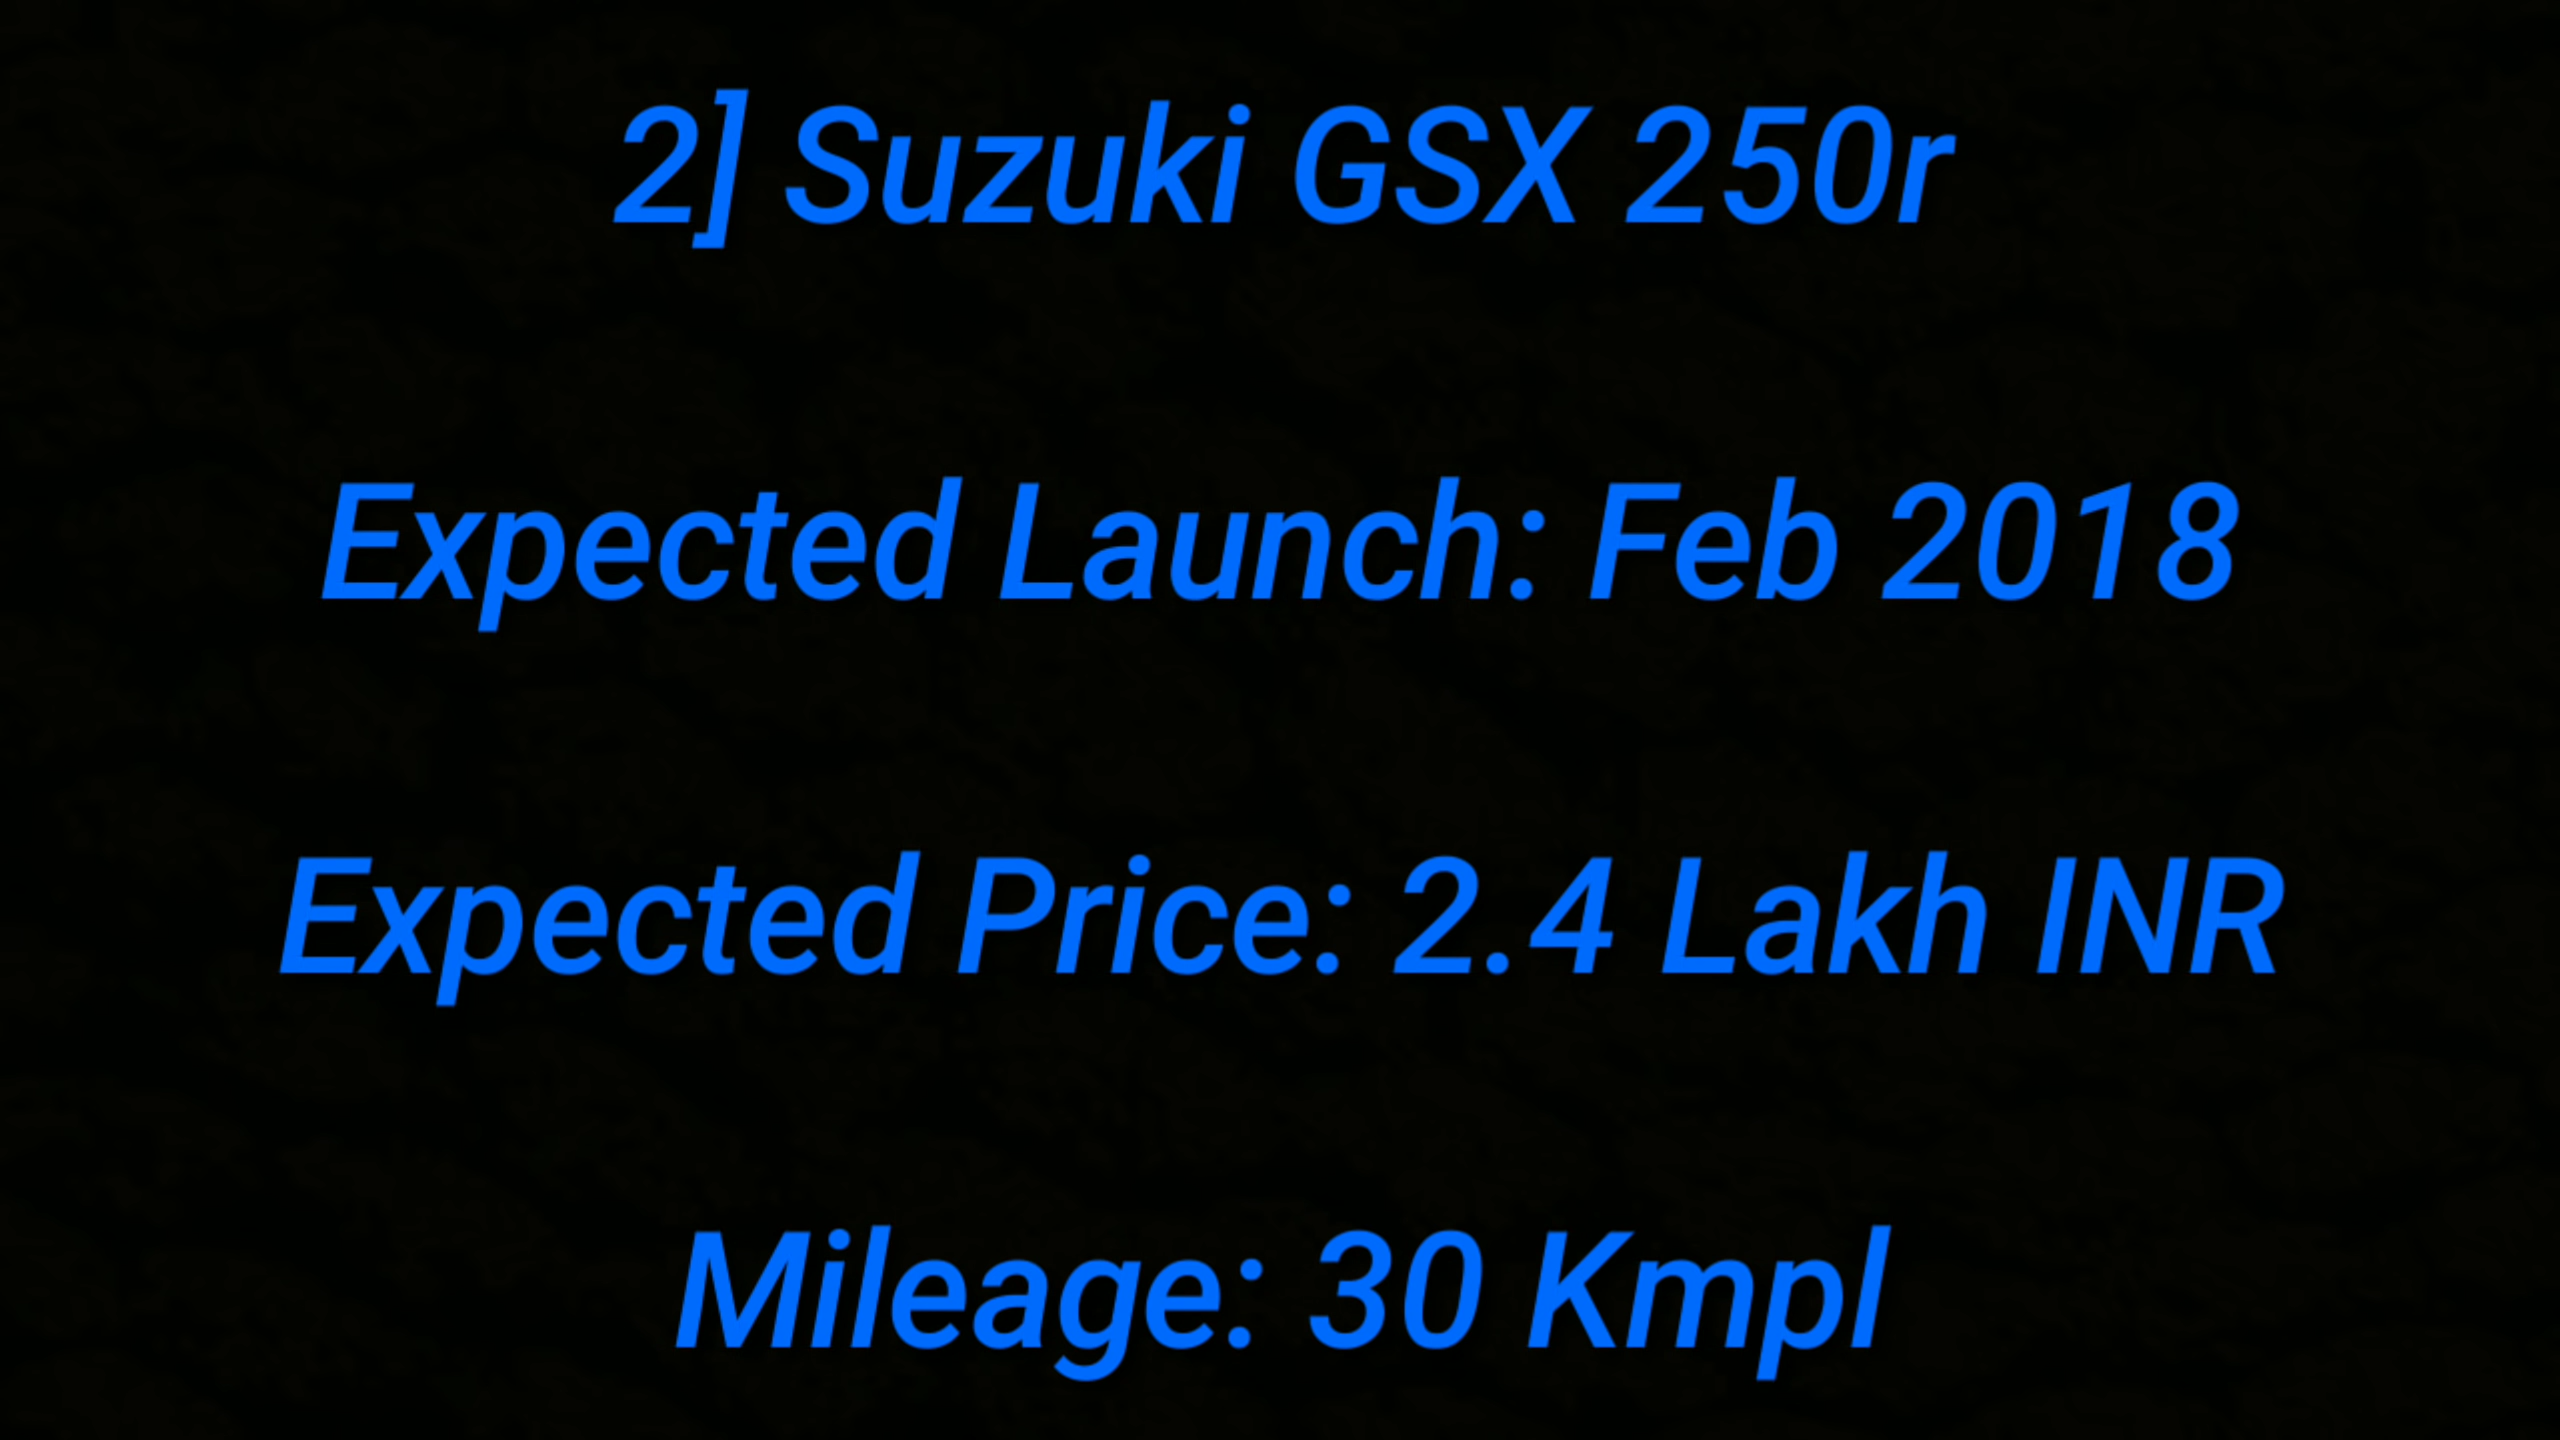 2] Suzuki GSX 250r
Expected Launch: Feb 2018
Expected Price: 2.4 Lakh INR
Mileage: 30 Kmpl